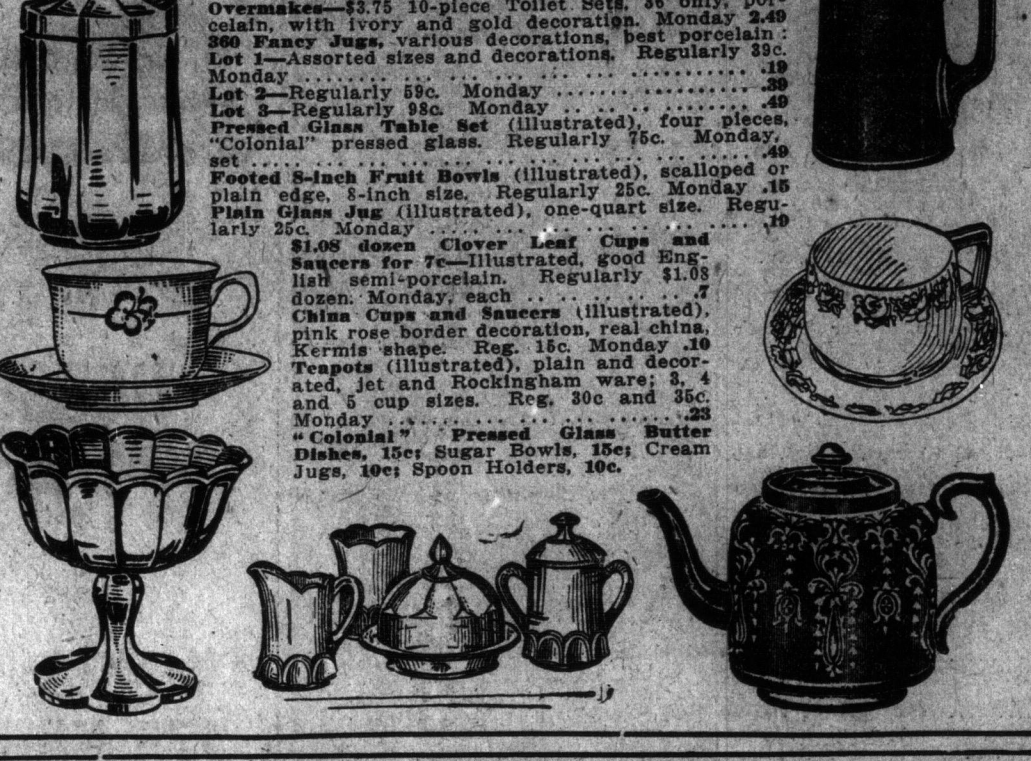 Overmakes—$3.75 10-piece Toilet Sets, 36 only, por-
celain, with ivory and gold decoration. Monday 2.49
360 Fancy Jugs, various decorations, best porcelain:
Lot 1—Assorted sizes and decorations. Regularly 39c.
Monday .19
Lot 2—Regularly 59c. Monday .39
Lot 3—Regularly 98c. Monday .49
Pressed Glass Table Set (illustrated), four pieces,
"Colonial" pressed glass. Regularly 75c. Monday,
set .49
Footed 8-inch Fruit Bowls (illustrated), scalloped or
plain edge, 8-inch size. Regularly 25c. Monday .15
Plain Glass Jug (illustrated), one-quart size. Regu-
larly 25c. Monday .19
$1.08 dozen Clover Leaf Cups and
Saucers for 7c—Illustrated, good Eng-
lish semi-porcelain. Regularly $1.08
dozen. Monday, each .7
China Cups and Saucers (illustrated),
pink rose border decoration, real china,
Kermis shape. Reg. 15c. Monday .10
Teapots (illustrated), plain and decor-
ated, jet and Rockingham ware; 3, 4
and 5 cup sizes. Reg. 30c and 35c.
Monday .23
"Colonial" Pressed Glass Butter
Dishes, 15c; Sugar Bowls, 15c; Cream
Jugs, 10c; Spoon Holders, 10c.